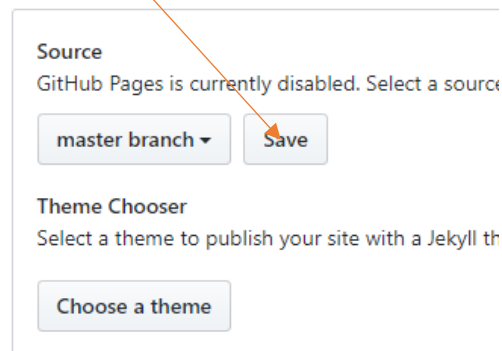 Source
GitHub Pages is currently disabled. Select a source
master branch
Save
Theme Chooser
Select a theme to publish your site with a Jekyll th
Choose a theme